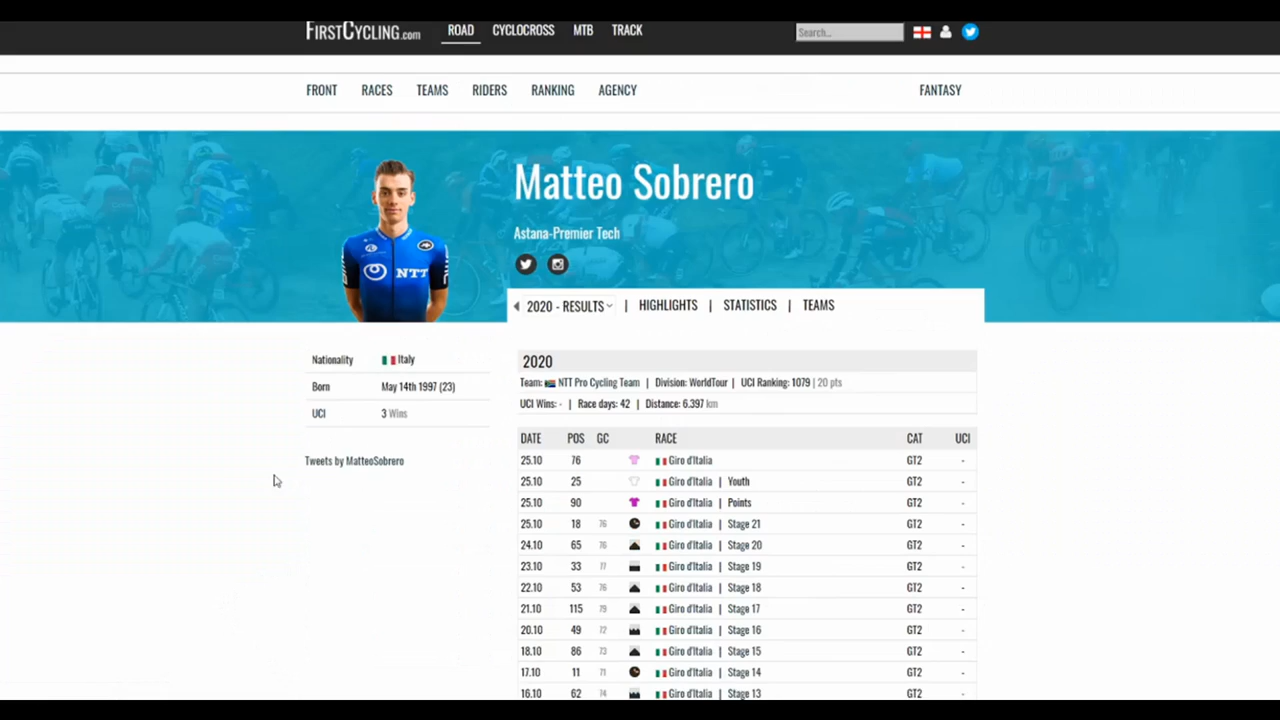 FIRSTCYCLING.com ROAD CYCLOCROSS MTB TRACK Search...
FRONT RACES TEAMS RIDERS RANKING AGENCY FANTASY
Matteo Sobrero
Astana-Premier Tech
NTT
2020 - RESULTS | HIGHLIGHTS | STATISTICS | TEAMS
Nationality Italy
Born May 14th 1997 (23)
UCI 3 Wins
Tweets by MatteoSobrero
2020
Team: NTT Pro Cycling Team | Division: WorldTour | UCI Ranking: 1079 | 20 pts
UCI Wins: - | Race days: 42 | Distance: 6.397 km
DATE POS GC RACE CAT UCI
25.10 76 Giro d'Italia GT2 -
25.10 25 Giro d'Italia | Youth GT2 -
25.10 90 Giro d'Italia | Points GT2 -
25.10 18 76 Giro d'Italia | Stage 21 GT2 -
24.10 65 76 Giro d'Italia | Stage 20 GT2 -
23.10 33 77 Giro d'Italia | Stage 19 GT2 -
22.10 53 76 Giro d'Italia | Stage 18 GT2 -
21.10 115 79 Giro d'Italia | Stage 17 GT2 -
20.10 49 72 Giro d'Italia | Stage 16 GT2 -
18.10 86 73 Giro d'Italia | Stage 15 GT2 -
17.10 11 71 Giro d'Italia | Stage 14 GT2 -
16.10 62 74 Giro d'Italia | Stage 13 GT2 -